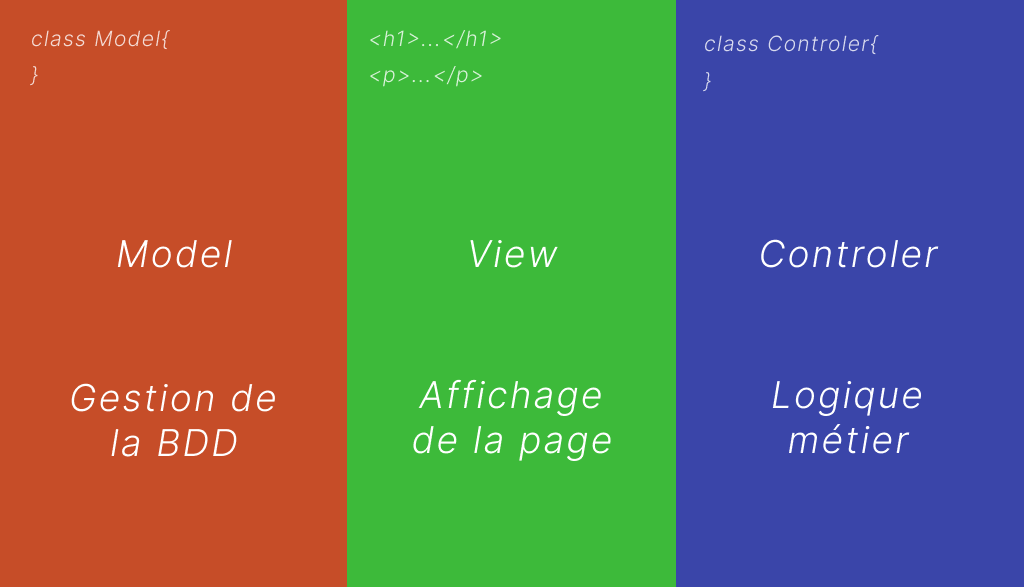 class Model{
}
Model
Gestion de
la BDD
<h1>...</h1>
<p>...</p>
View
Affichage
de la page
class Controler{
}
Controler
Logique
métier